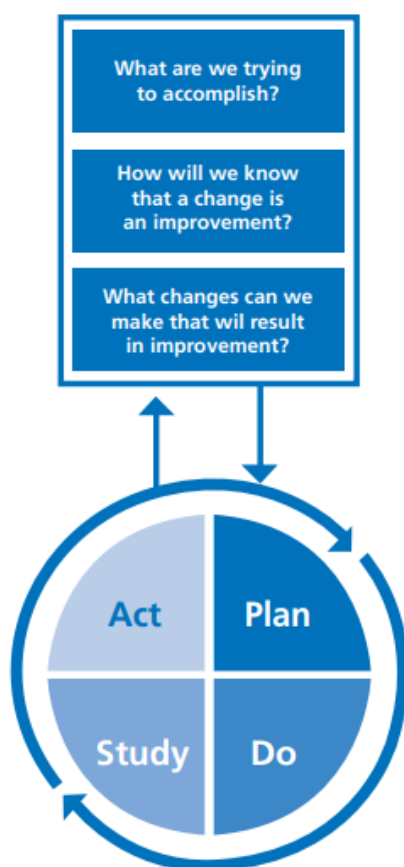 What are we trying
to accomplish?
How will we know
that a change is
an improvement?
What changes can we
make that wil result
in improvement?
Act
Plan
Study
Do